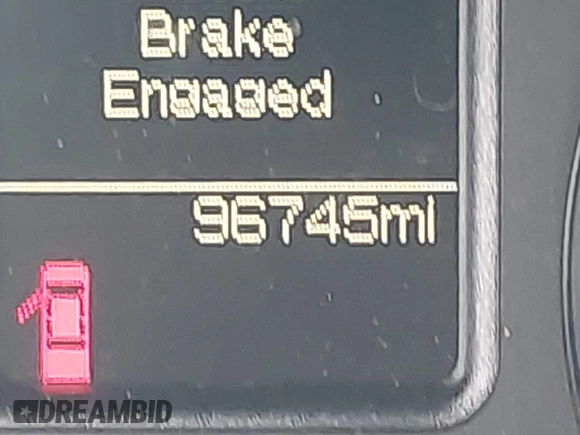 Brake
Engaged
96745mi
DREAMBID